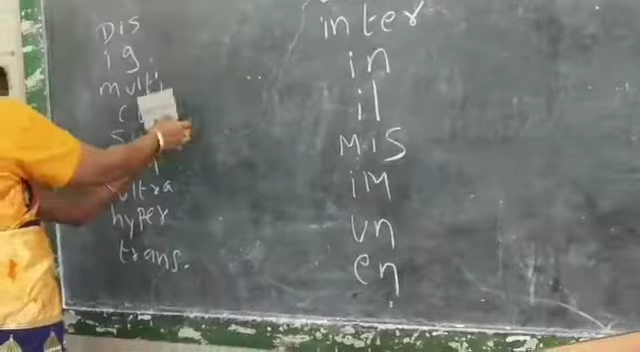 Dis
ig
multi
ultra
hyper
trans.
inter
in
il
Mis
iM
un
en